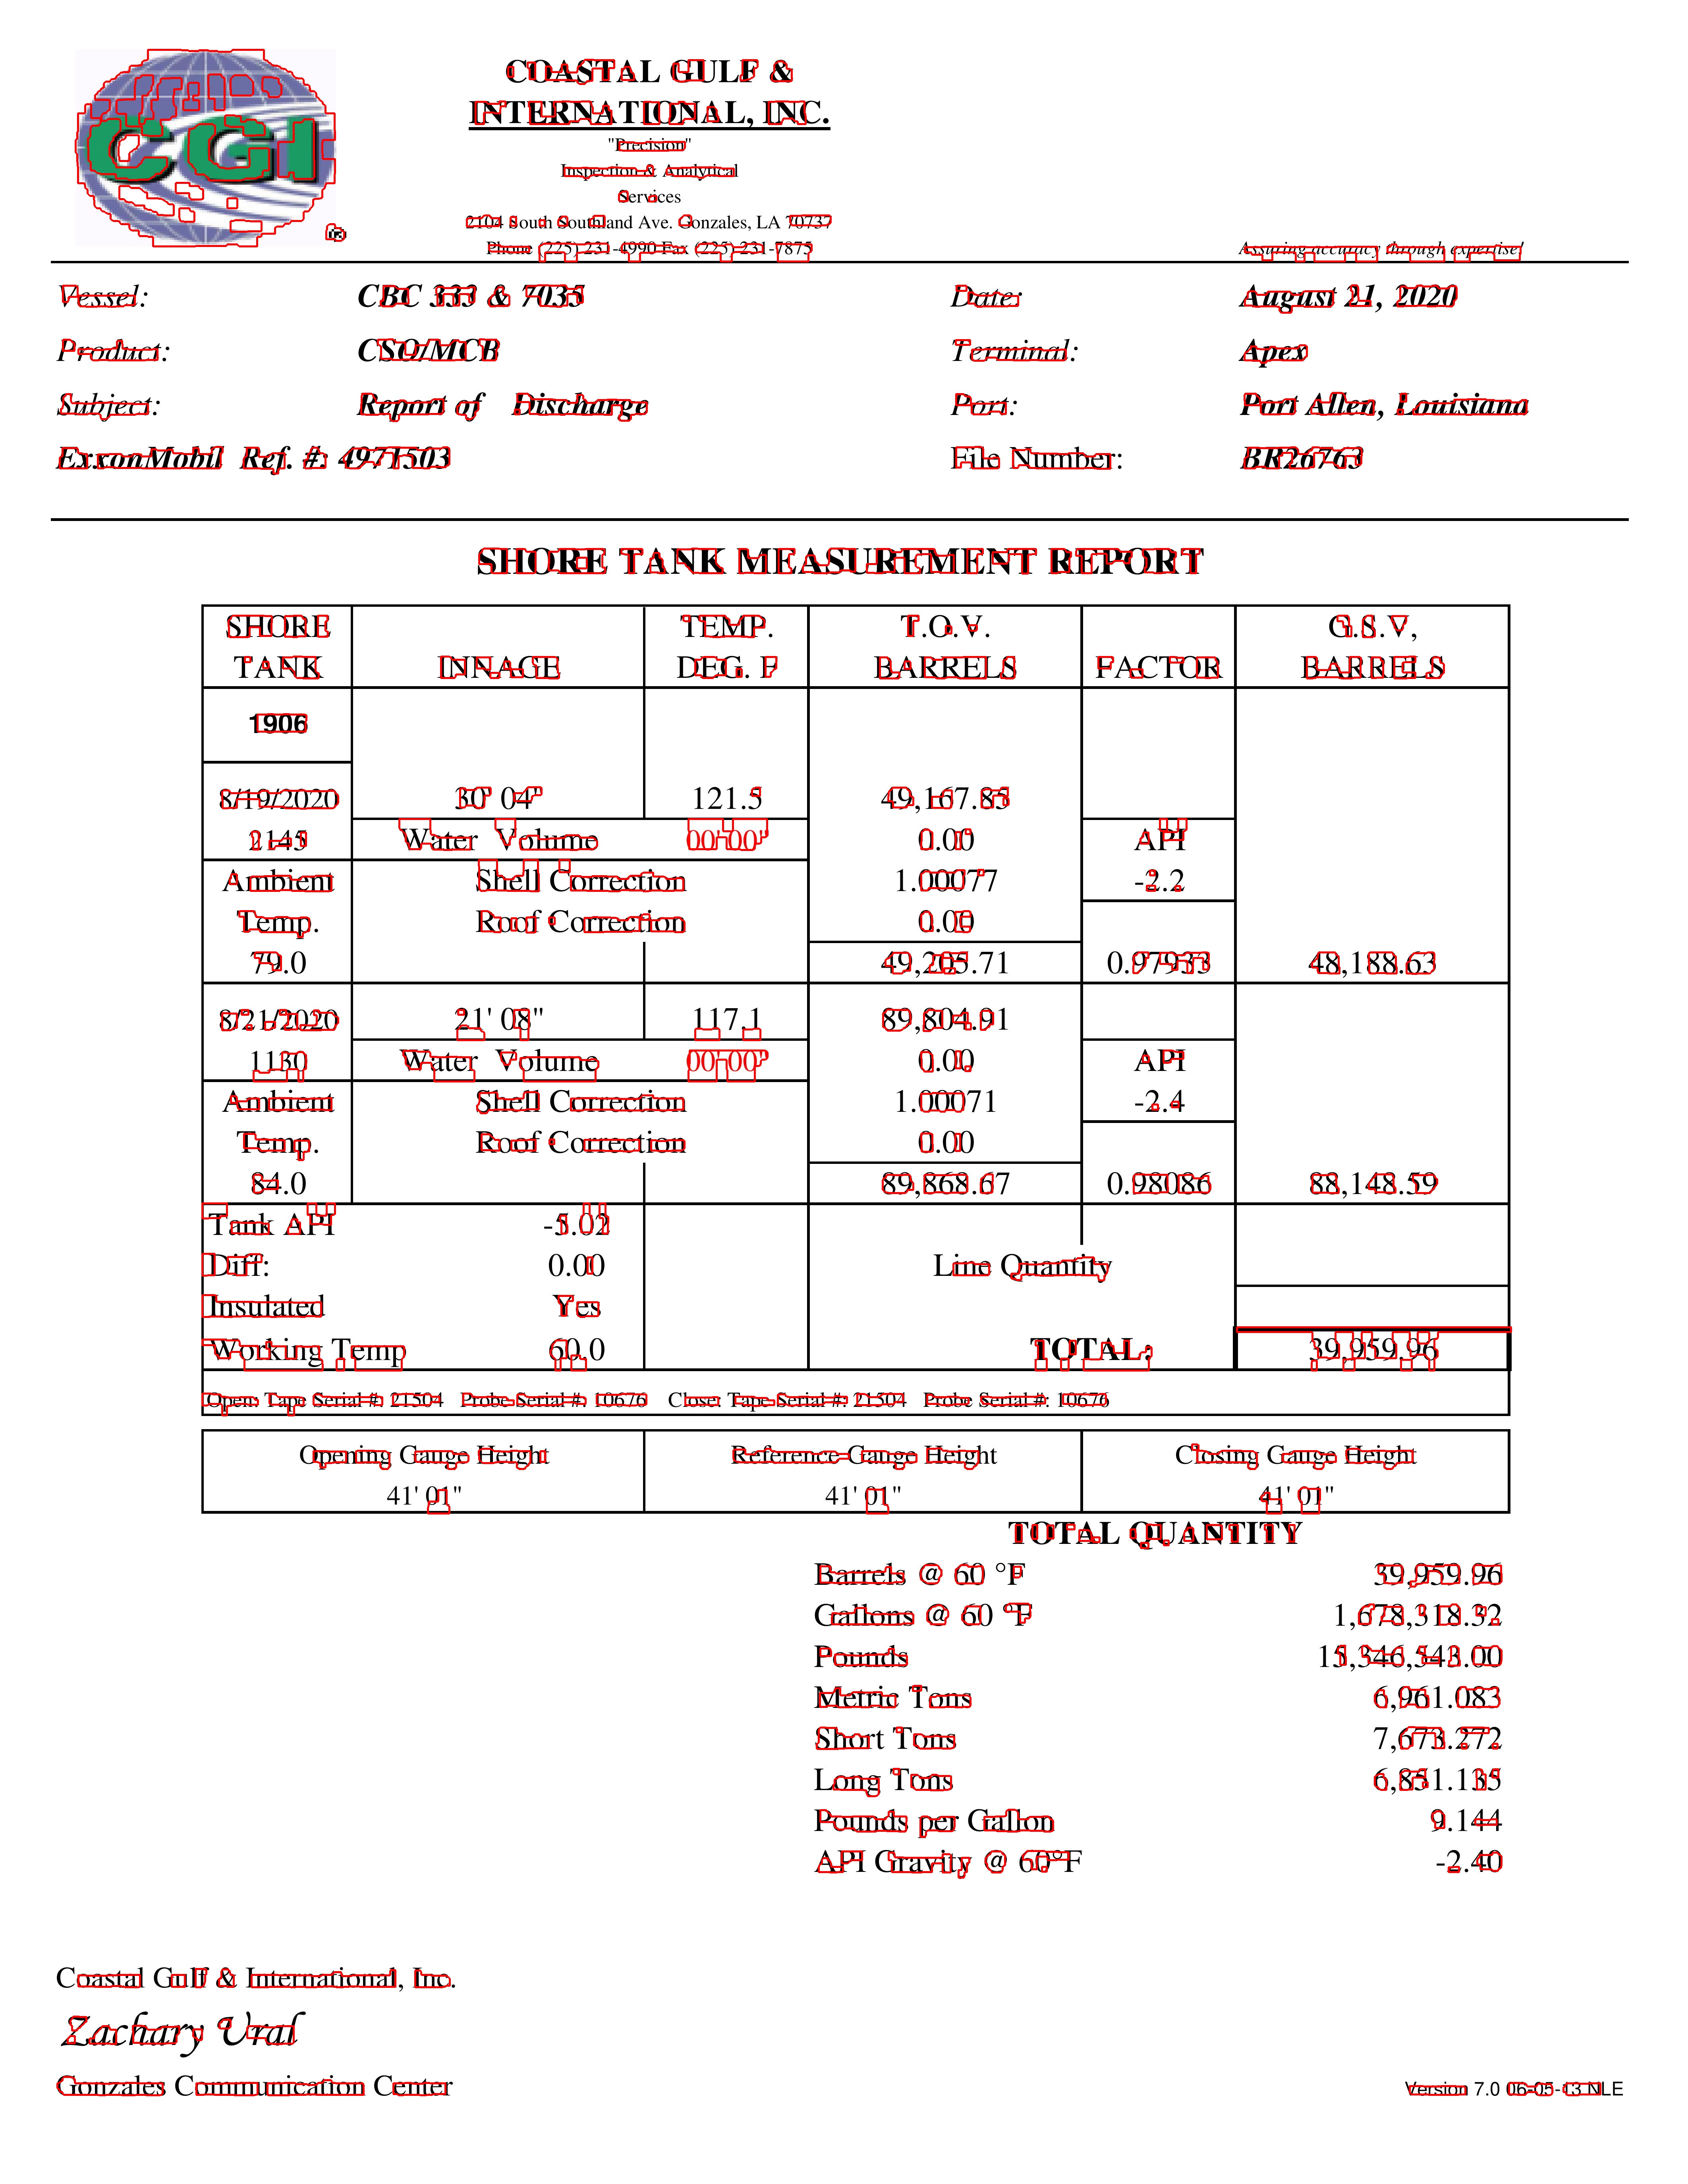 CGI
®
COASTAL GULF &
INTERNATIONAL, INC.
"Precision"
Inspection & Analytical
Services
2104 South Southland Ave. Gonzales, LA 70737
Phone (225) 231-4990 Fax (225) 231-7875
Assuring accuracy through expertise!
Vessel: CBC 333 & 7035 Date: August 21, 2020
Product: CSO/MCB Terminal: Apex
Subject: Report of Discharge Port: Port Allen, Louisiana
ExxonMobil Ref. #: 4971503 File Number: BR26763
SHORE TANK MEASUREMENT REPORT
SHORE TEMP. T.O.V. G.S.V,
TANK INNAGE DEG. F BARRELS FACTOR BARRELS
1906
8/19/2020 30' 04" 121.5 49,167.85
2145 Water Volume 00' 00" 0.00 API
Ambient Shell Correction 1.00077 -2.2
Temp. Roof Correction 0.00
79.0 49,205.71 0.97933 48,188.63
8/21/2020 21' 08" 117.1 89,804.91
1130 Water Volume 00' 00" 0.00 API
Ambient Shell Correction 1.00071 -2.4
Temp. Roof Correction 0.00
84.0 89,868.67 0.98086 88,148.59
Tank API -5.02
Diff: 0.00 Line Quantity
Insulated Yes
Working Temp 60.0 TOTAL: 39,959.96
Open: Tape Serial #: 21504 Probe Serial #: 10676 Close: Tape Serial #: 21504 Probe Serial #: 10676
Opening Gauge Height Reference Gauge Height Closing Gauge Height
41' 01" 41' 01" 41' 01"
TOTAL QUANTITY
Barrels @ 60 °F 39,959.96
Gallons @ 60 °F 1,678,318.32
Pounds 15,346,543.00
Metric Tons 6,961.083
Short Tons 7,673.272
Long Tons 6,851.135
Pounds per Gallon 9.144
API Gravity @ 60°F -2.40
Coastal Gulf & International, Inc.
Zachary Ural
Gonzales Communication Center
Version 7.0 06-05-13 NLE